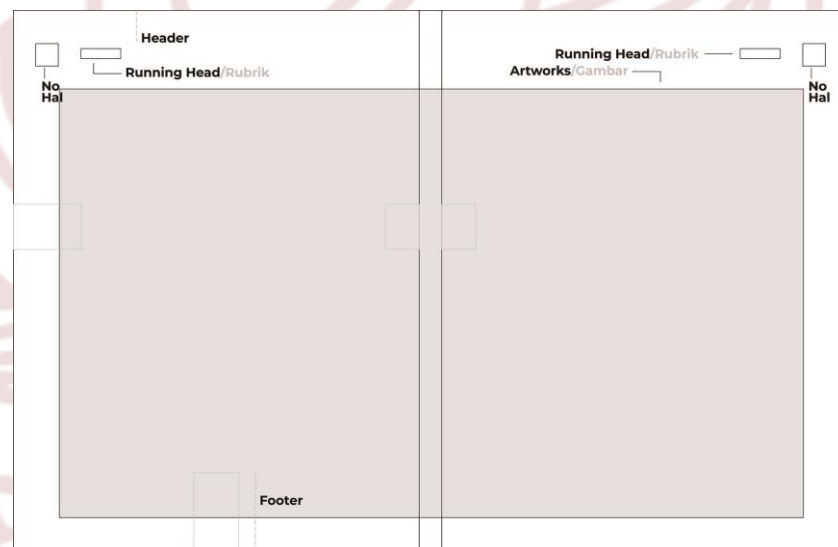 Header
Running Head/Rubrik
No
Hal
Running Head/Rubrik
Artworks/Gambar
No
Hal
Footer